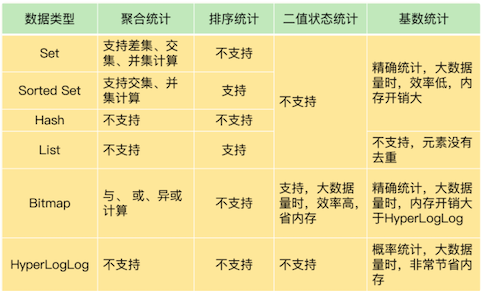 数据类型 聚合统计 排序统计 二值状态统计 基数统计
Set
支持差集、交
集、并集计算
不支持
Sorted Set
支持交集、并
集计算
支持
Hash
不支持
不支持
List
不支持
支持
不支持
精确统计，大数据
量时，效率低，内
存开销大
不支持，元素没有
去重
Bitmap
与、 或、异或
计算
不支持
支持，大数据
量时，效率高，
省内存
精确统计，大数据
量时，内存开销大
于HyperLogLog
HyperLogLog
不支持
不支持
不支持
概率统计，大数据
量时，非常节省内
存